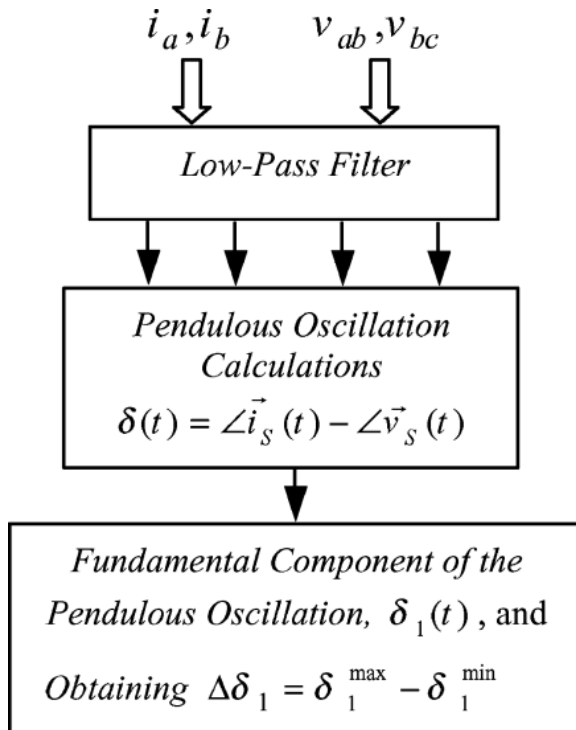 i_a, i_b v_ab, v_bc
Low-Pass Filter
Pendulous Oscillation
Calculations
δ(t) = ∠i⃗_S(t) − ∠v⃗_S(t)
Fundamental Component of the
Pendulous Oscillation, δ_1(t), and
Obtaining Δδ_1 = δ_1^max − δ_1^min